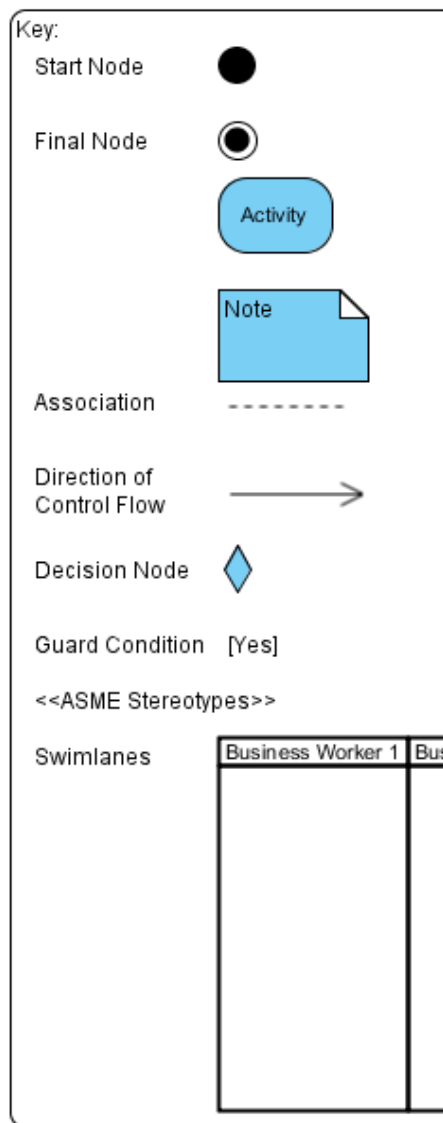 Key:
Start Node
Final Node
Activity
Note
Association
Direction of
Control Flow
Decision Node
Guard Condition [Yes]
<<ASME Stereotypes>>
Swimlanes
Business Worker 1 Bus